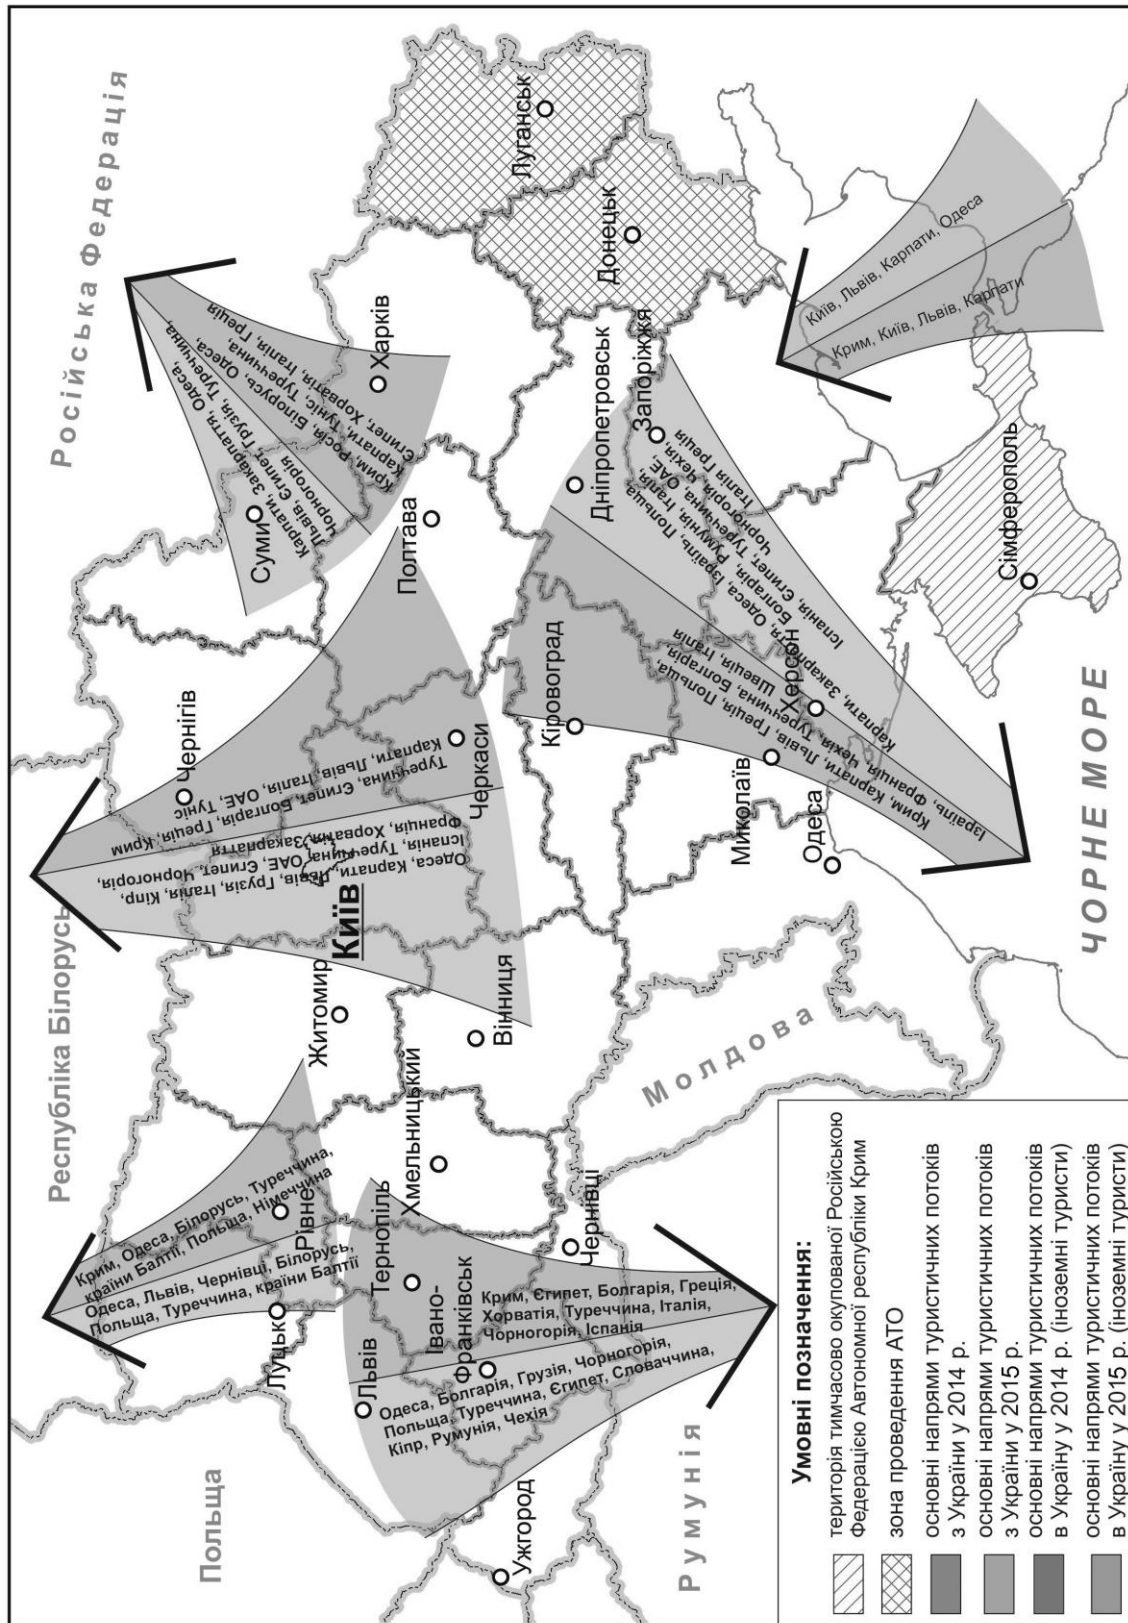 Російська Федерація
Республіка Білорусь
Польща
Румунія
Молдова
ЧОРНЕ МОРЕ
Луганськ
Донецьк
Харків
Суми
Полтава
Чернігів
Київ
Черкаси
Житомир
Вінниця
Хмельницький
Рівне
Луцьк
Тернопіль
Львів
Івано-
Франківськ
Чернівці
Ужгород
Кіровоград
Дніпропетровськ
Запоріжжя
Херсон
Миколаїв
Одеса
Сімферополь
Крим, Одеса, Білорусь, Туреччина,
країни Балтії, Польща, Німеччина
Одеса, Львів, Чернівці, Білорусь,
Польща, Туреччина, країни Балтії
Крим, Єгипет, Болгарія, Греція,
Хорватія, Туреччина, Італія,
Чорногорія, Іспанія
Одеса, Болгарія, Грузія, Чорногорія,
Польща, Туреччина, Єгипет, Словаччина,
Кіпр, Румунія, Чехія
Туреччина, Єгипет, Болгарія, Греція, Крим
Карпати, Львів, Італія, ОАЕ, Туніс
Одеса, Карпати, Львів, Грузія, Італія, Кіпр,
Іспанія, Туреччина, ОАЕ, Єгипет, Чорногорія,
Франція, Хорватія, Закарпаття
Карпати, Закарпаття, Одеса,
Львів, Єгипет, Грузія, Туреччина,
Чорногорія
Крим, Росія, Білорусь, Одеса,
Карпати, Туніс, Туреччина,
Єгипет, Хорватія, Італія, Греція
Крим, Карпати, Львів, Греція, Польща,
Ізраїль, Франція, Чехія, Туреччина, Болгарія,
Швеція, Італія
Карпати, Закарпаття, Одеса, Ізраїль, Польща,
Болгарія, Румунія, Італія,
Іспанія, Єгипет, Туреччина, ОАЕ,
Чорногорія, Чехія,
Італія Греція
Київ, Львів, Карпати, Одеса
Крим, Київ, Львів, Карпати
Умовні позначення:
територія тимчасово окупованої Російською
Федерацією Автономної республіки Крим
зона проведення АТО
основні напрями туристичних потоків
з України у 2014 р.
основні напрями туристичних потоків
з України у 2015 р.
основні напрями туристичних потоків
в Україну у 2014 р. (іноземні туристи)
основні напрями туристичних потоків
в Україну у 2015 р. (іноземні туристи)